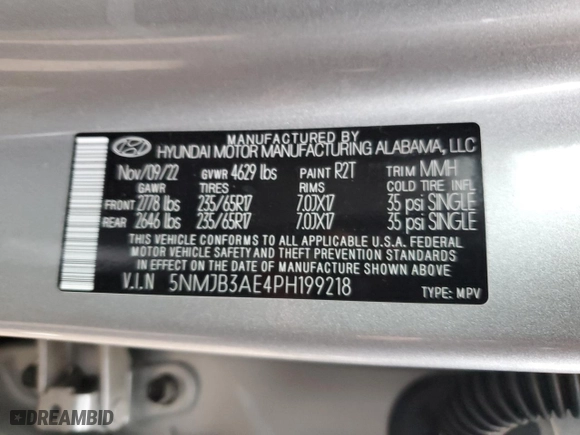 MANUFACTURED BY
HYUNDAI MOTOR MANUFACTURING ALABAMA, LLC
Nov/09/22 GVWR 4629 lbs PAINT R2T TRIM MMH
GAWR TIRES RIMS COLD TIRE INFL
FRONT 2778 lbs 235/65R17 7.0JX17 35 psi SINGLE
REAR 2646 lbs 235/65R17 7.0JX17 35 psi SINGLE
THIS VEHICLE CONFORMS TO ALL APPLICABLE U.S.A. FEDERAL
MOTOR VEHICLE SAFETY AND THEFT PREVENTION STANDARDS
IN EFFECT ON THE DATE OF MANUFACTURE SHOWN ABOVE.
V.I.N 5NMJB3AE4PH199218 TYPE: MPV
DREAMBID